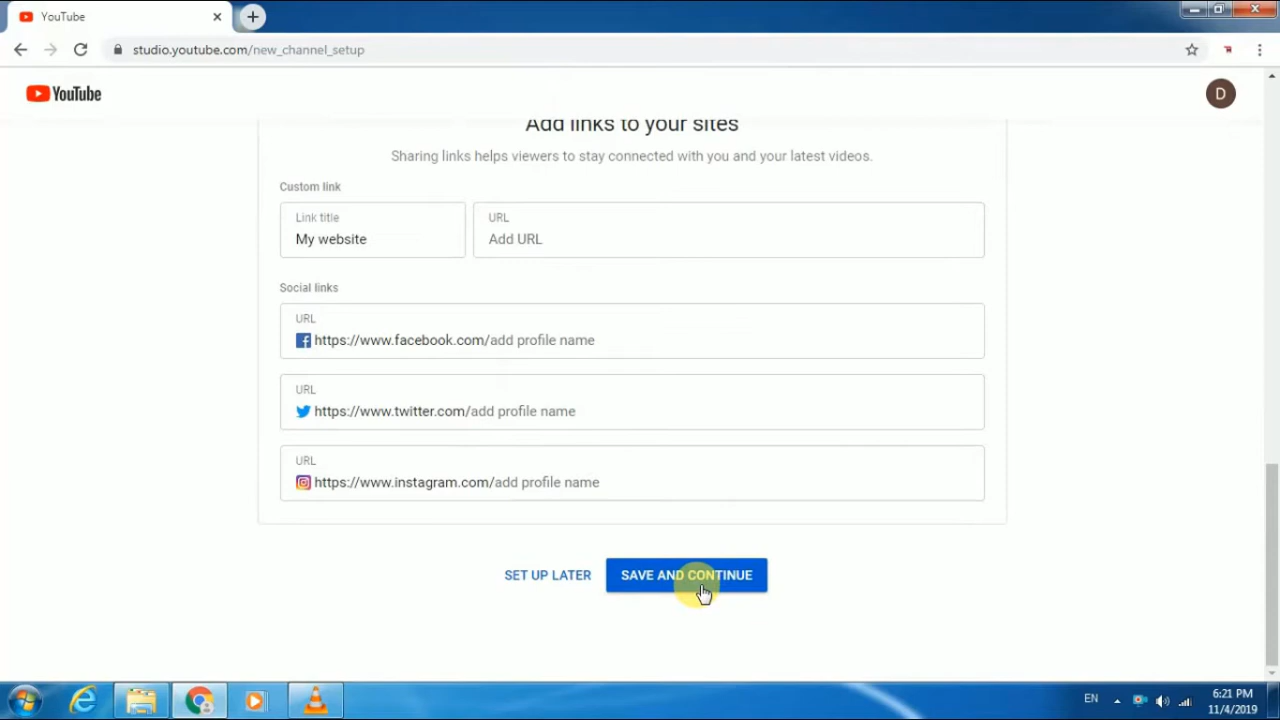 YouTube
studio.youtube.com/new_channel_setup
YouTube
D
Add links to your sites
Sharing links helps viewers to stay connected with you and your latest videos.
Custom link
Link title
My website
URL
Add URL
Social links
URL
https://www.facebook.com/add profile name
URL
https://www.twitter.com/add profile name
URL
https://www.instagram.com/add profile name
SET UP LATER
SAVE AND CONTINUE
EN
6:21 PM
11/4/2019